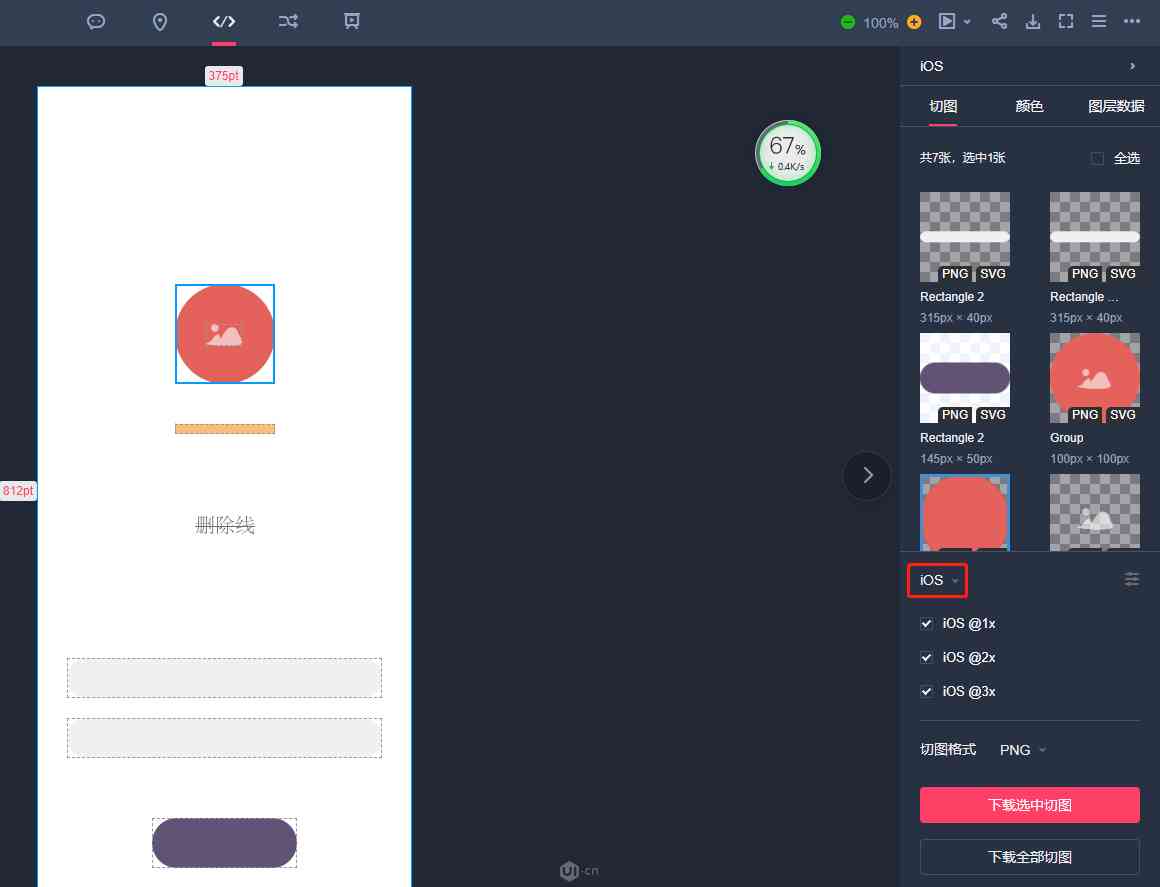 100%
iOS
375pt
切图 颜色 图层数据
67%
0.4K/s
共7张，选中1张 全选
PNG SVG PNG SVG
Rectangle 2 Rectangle ...
315px × 40px 315px × 40px
PNG SVG PNG SVG
Rectangle 2 Group
145px × 50px 100px × 100px
812pt
删除线
iOS
iOS @1x
iOS @2x
iOS @3x
切图格式 PNG
下载选中切图
下载全部切图
UI·cn